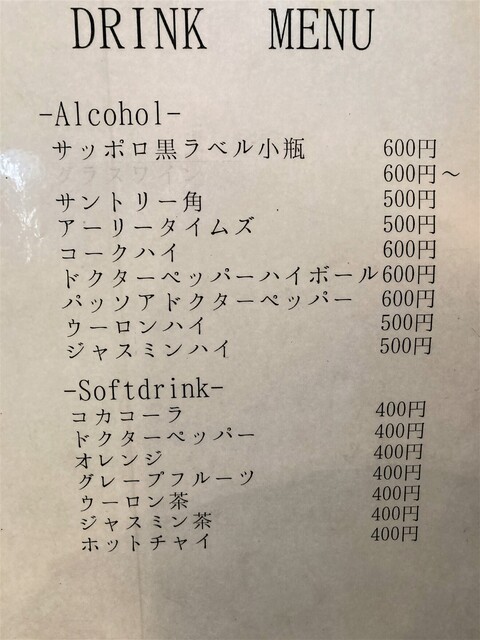 DRINK MENU
-Alcohol-
サッポロ黒ラベル小瓶 600円
グラスワイン 600円～
サントリー角 500円
アーリータイムズ 500円
コークハイ 600円
ドクターペッパーハイボール 600円
パッソアドクターペッパー 600円
ウーロンハイ 500円
ジャスミンハイ 500円
-Softdrink-
コカコーラ 400円
ドクターペッパー 400円
オレンジ 400円
グレープフルーツ 400円
ウーロン茶 400円
ジャスミン茶 400円
ホットチャイ 400円